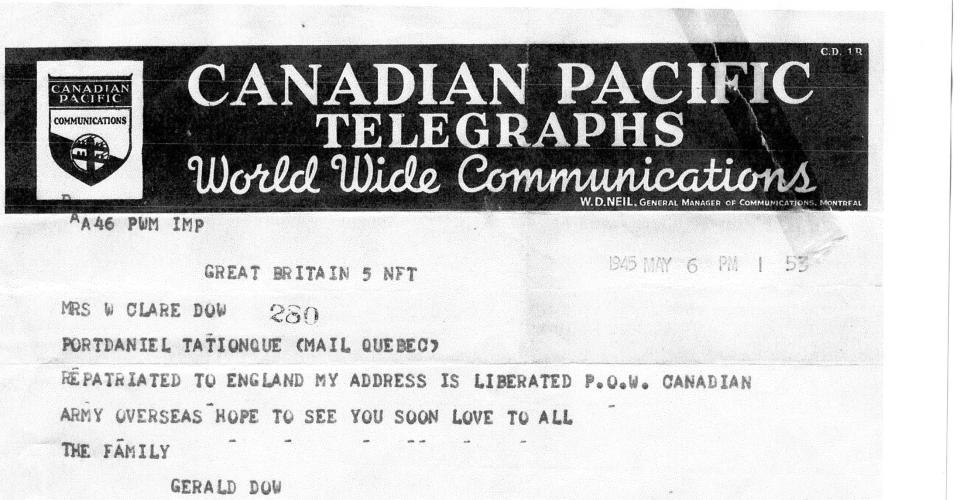 C.D. 1R
CANADIAN
PACIFIC
COMMUNICATIONS
CANADIAN PACIFIC
TELEGRAPHS
World Wide Communications
W.D.NEIL, GENERAL MANAGER OF COMMUNICATIONS, MONTREAL
AA46 PWM IMP
GREAT BRITAIN 5 NFT
1945 MAY 6 PM 1 53
MRS W CLARE DOW 280
PORTDANIEL TATIONQUE (MAIL QUEBEC)
REPATRIATED TO ENGLAND MY ADDRESS IS LIBERATED P.O.W. CANADIAN
ARMY OVERSEAS HOPE TO SEE YOU SOON LOVE TO ALL
THE FAMILY
GERALD DOW